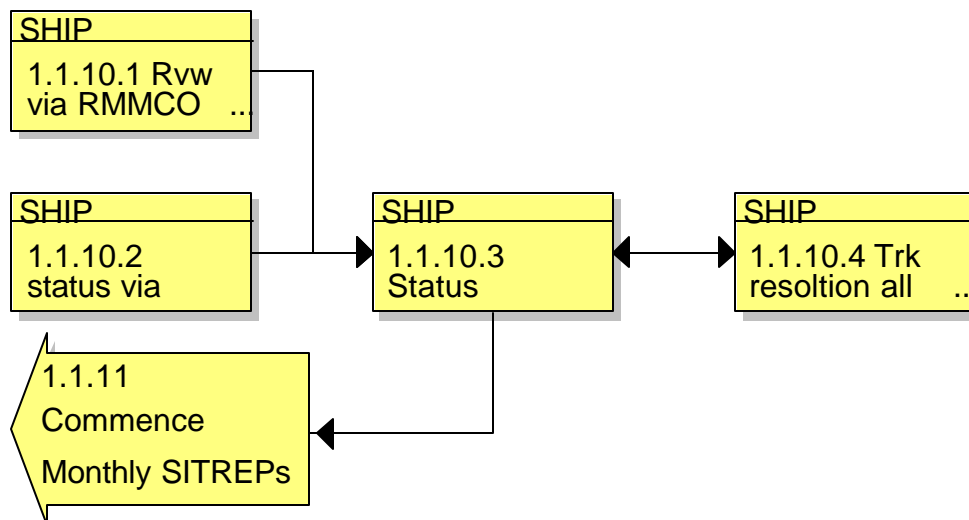 SHIP
1.1.10.1 Rvw
via RMMCO ...
SHIP
1.1.10.2
status via
SHIP
1.1.10.3
Status
SHIP
1.1.10.4 Trk
resoltion all ..
1.1.11
Commence
Monthly SITREPs